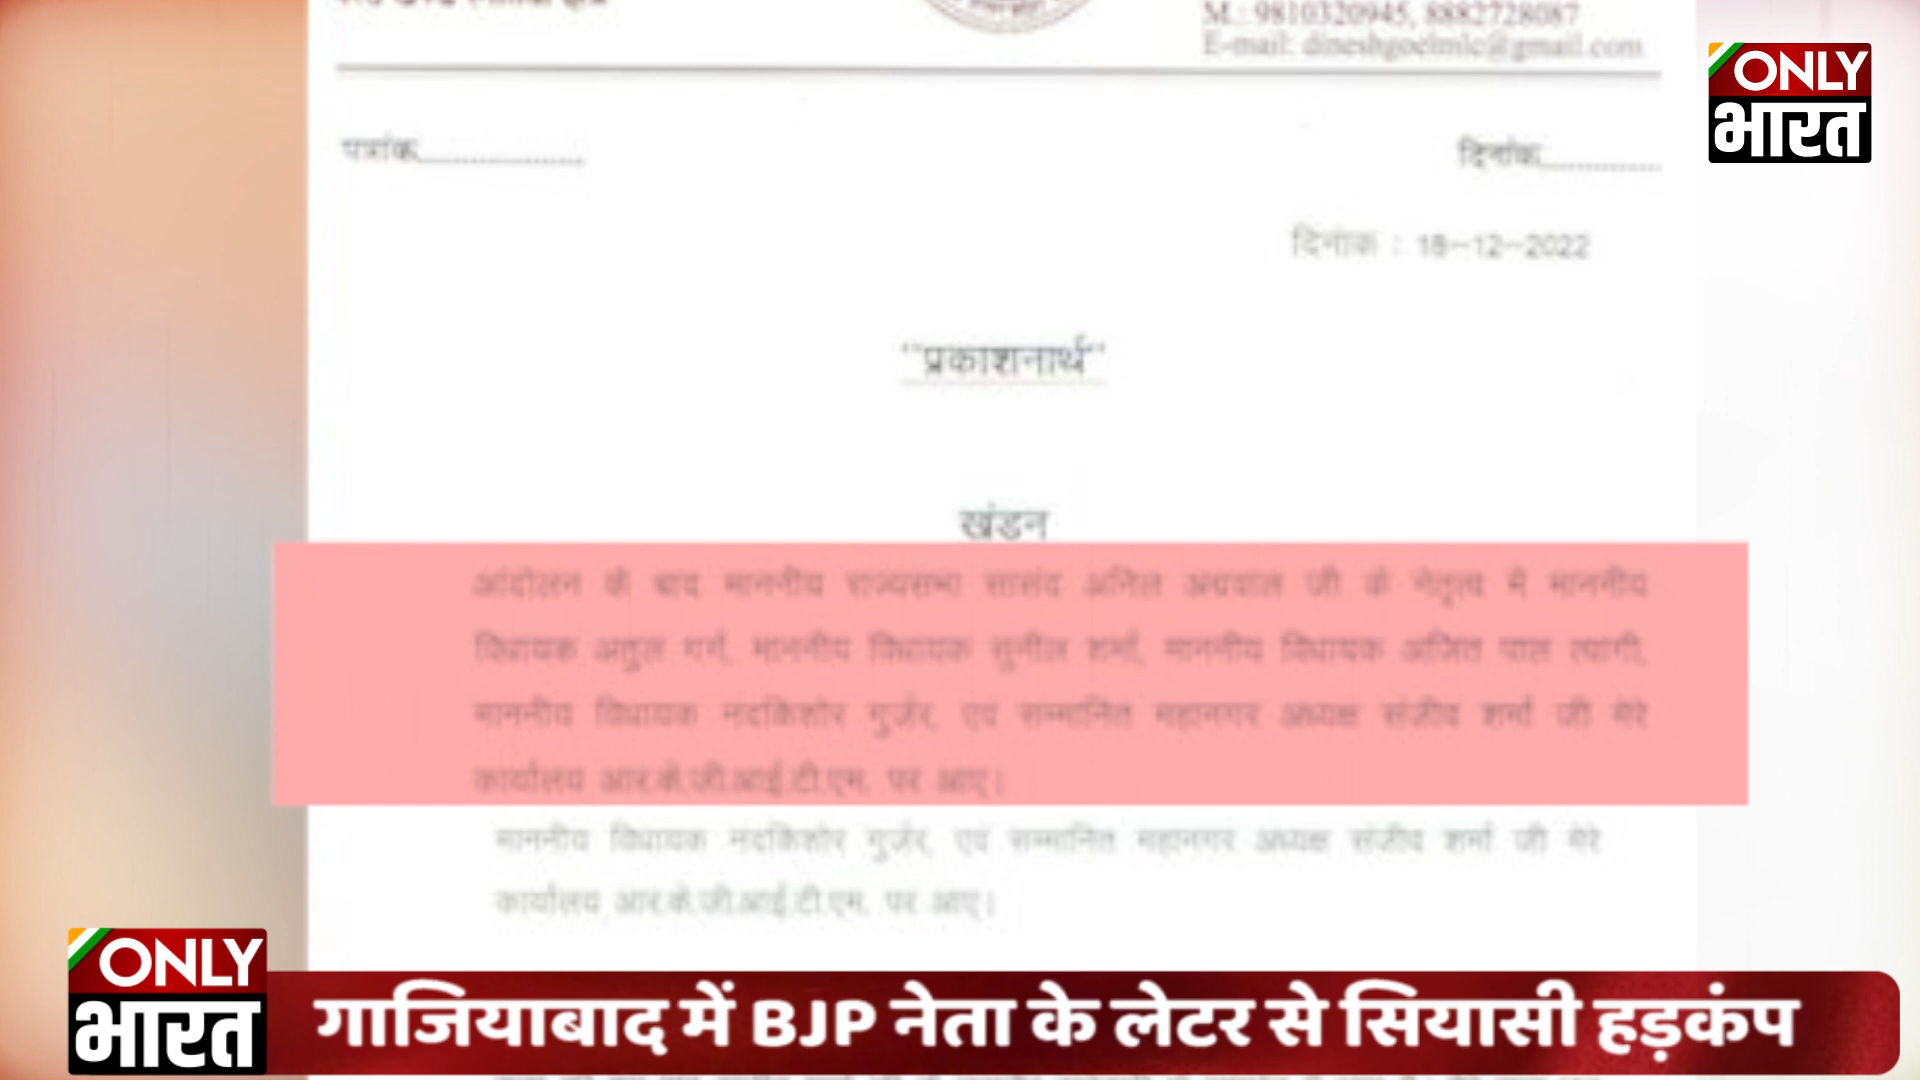 M.: 9810320945, 8882728087
E-mail: dineshgoelmlc@gmail.com
ONLY
भारत
पत्रांक
दिनांक
दिनांक : 18-12-2022
"प्रकाशनार्थ"
खंडन
आंदोलन के बाद माननीय राज्यसभा सासंद अनिल अग्रवाल जी के नेतृत्व में माननीय
विधायक अतुल गर्ग, माननीय विधायक सुनील शर्मा, माननीय विधायक अजित पाल त्यागी,
माननीय विधायक नंदकिशोर गुर्जर, एवं सम्मानित महानगर अध्यक्ष संजीव शर्मा जी मेरे
कार्यालय आर.के.जी.आई.टी.एम. पर आए।
माननीय विधायक नंदकिशोर गुर्जर, एवं सम्मानित महानगर अध्यक्ष संजीव शर्मा जी मेरे
कार्यालय आर.के.जी.आई.टी.एम. पर आए।
ONLY
भारत
गाजियाबाद में BJP नेता के लेटर से सियासी हड़कंप